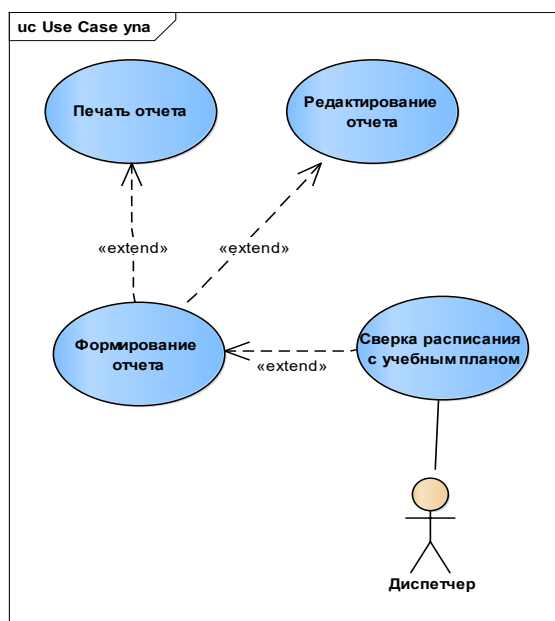 uc Use Case упа
Печать отчета
Редактирование
отчета
«extend»
«extend»
Формирование
отчета
Сверка расписания
с учебным планом
«extend»
Диспетчер